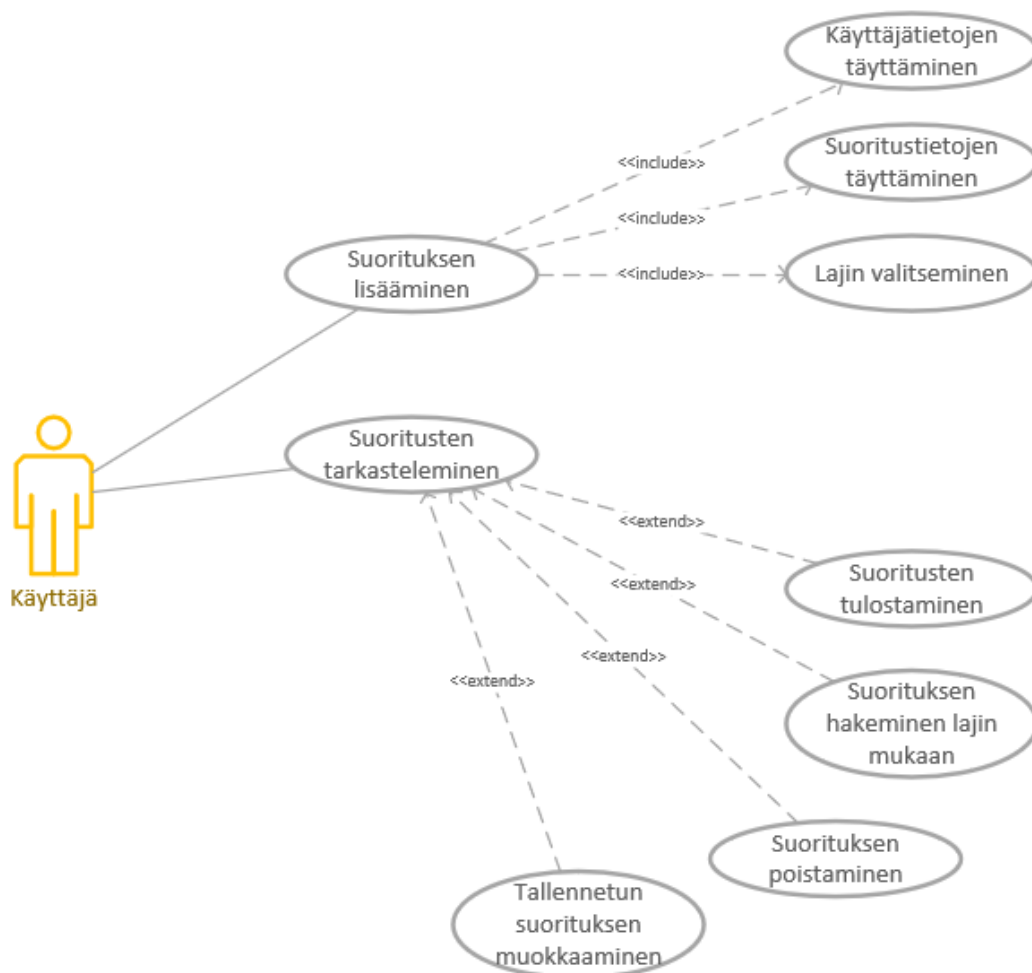 Käyttäjätietojen
täyttäminen
<<include>>
Suoritustietojen
täyttäminen
<<include>>
Suorituksen
lisääminen
<<include>>
Lajin valitseminen
Suoritusten
tarkasteleminen
Käyttäjä
<<extend>>
Suoritusten
tulostaminen
<<extend>>
Suorituksen
hakeminen lajin
mukaan
<<extend>>
Suorituksen
poistaminen
<<extend>>
Tallennetun
suorituksen
muokkaaminen